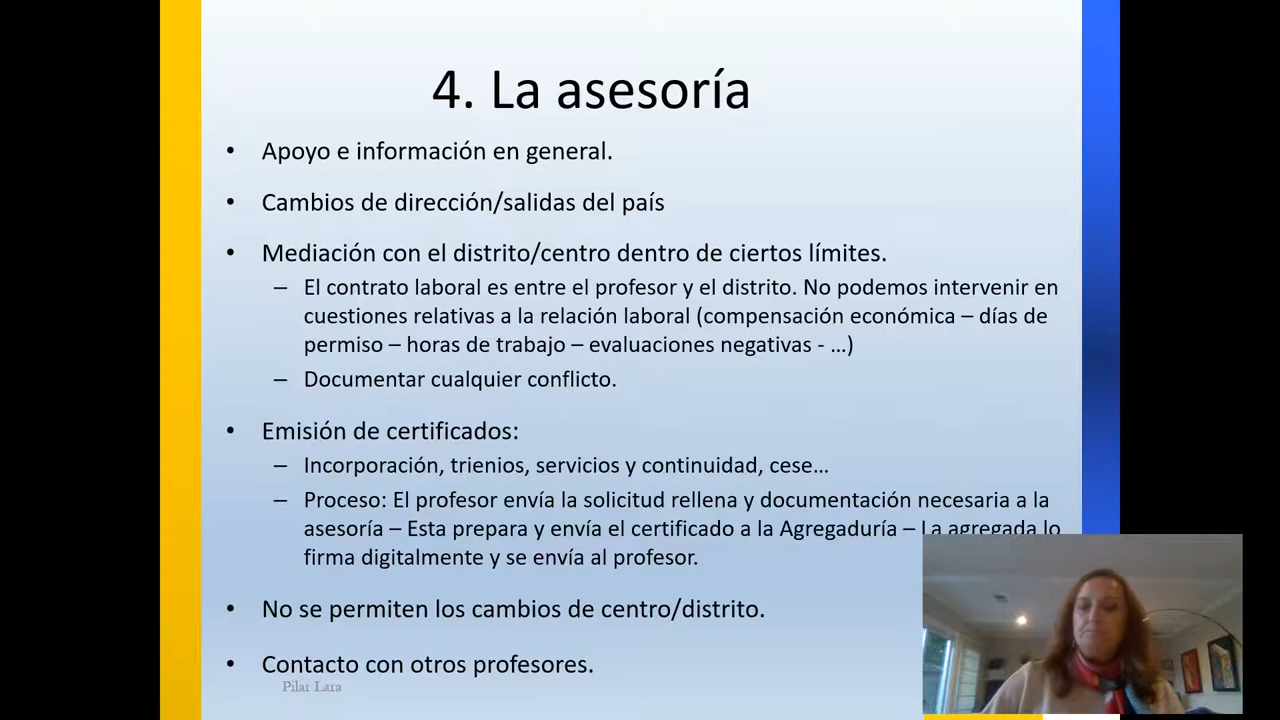 4. La asesoría
• Apoyo e información en general.
• Cambios de dirección/salidas del país
• Mediación con el distrito/centro dentro de ciertos límites.
– El contrato laboral es entre el profesor y el distrito. No podemos intervenir en
cuestiones relativas a la relación laboral (compensación económica – días de
permiso – horas de trabajo – evaluaciones negativas - …)
– Documentar cualquier conflicto.
• Emisión de certificados:
– Incorporación, trienios, servicios y continuidad, cese…
– Proceso: El profesor envía la solicitud rellena y documentación necesaria a la
asesoría – Esta prepara y envía el certificado a la Agregaduría – La agregada lo
firma digitalmente y se envía al profesor.
• No se permiten los cambios de centro/distrito.
• Contacto con otros profesores.
Pilar Lara